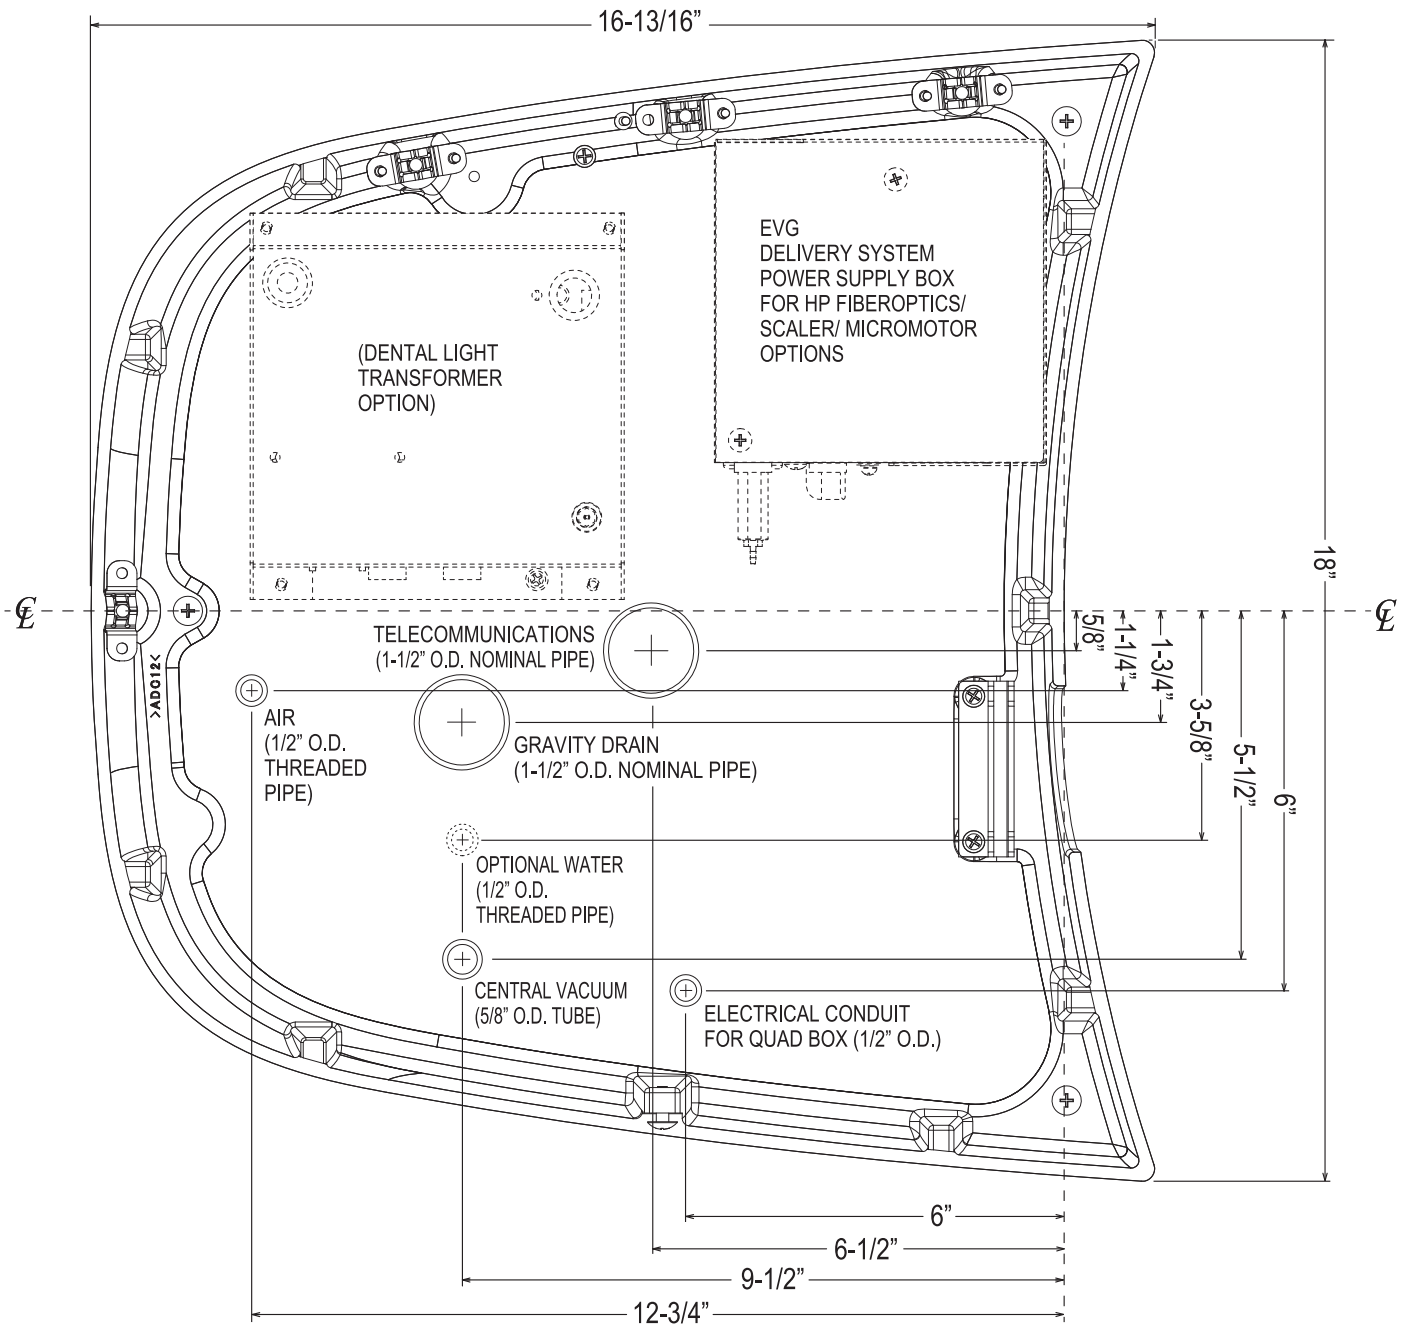 16-13/16”
EVG
DELIVERY SYSTEM
POWER SUPPLY BOX
FOR HP FIBEROPTICS/
SCALER/ MICROMOTOR
OPTIONS
(DENTAL LIGHT
TRANSFORMER
OPTION)
18”
℄
℄
TELECOMMUNICATIONS
(1-1/2” O.D. NOMINAL PIPE)
5/8”
1-1/4”
1-3/4”
3-5/8”
5-1/2”
6”
>ADG12<
AIR
(1/2” O.D.
THREADED
PIPE)
GRAVITY DRAIN
(1-1/2” O.D. NOMINAL PIPE)
OPTIONAL WATER
(1/2” O.D.
THREADED PIPE)
CENTRAL VACUUM
(5/8” O.D. TUBE)
ELECTRICAL CONDUIT
FOR QUAD BOX (1/2” O.D.)
6”
6-1/2”
9-1/2”
12-3/4”